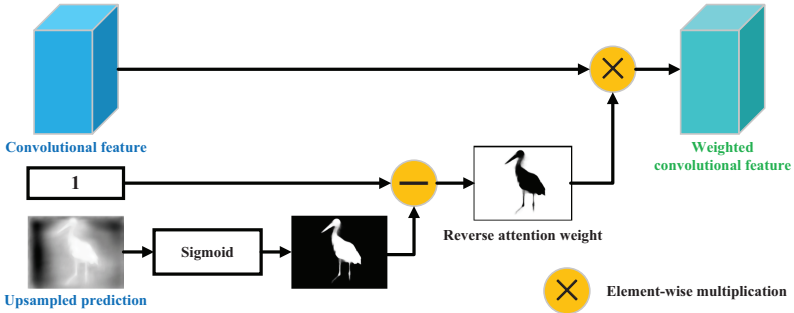 Convolutional feature
Weighted
convolutional feature
1
Reverse attention weight
Sigmoid
Upsampled prediction
Element-wise multiplication